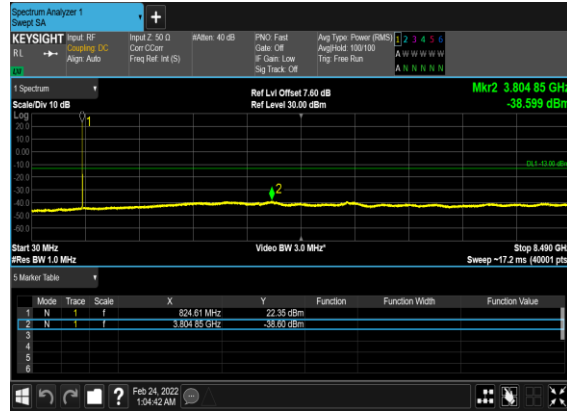 Spectrum Analyzer 1
Swept SA
+
KEYSIGHT Input: RF Input Z: 50 Ω #Atten: 40 dB PNO: Fast Avg Type: Power (RMS) 1 2 3 4 5 6
RL Coupling: DC Corr CCorr Gate: Off Avg|Hold: 100/100 A W W W W W
Align: Auto Freq Ref: Int (S) IF Gain: Low Trig: Free Run
Sig Track: Off A N N N N N
1 Spectrum Ref Lvl Offset 7.60 dB Mkr2 3.804 85 GHz
Scale/Div 10 dB Ref Level 30.00 dBm -38.599 dBm
Log
1
20.0
10.0
0.00
-10.0 DL1 -13.00 dBm
-20.0
-30.0 2
-40.0
-50.0
-60.0
Start 30 MHz Video BW 3.0 MHz* Stop 8.490 GHz
#Res BW 1.0 MHz Sweep ~17.2 ms (40001 pts)
5 Marker Table
Mode Trace Scale X Y Function Function Width Function Value
1 N 1 f 824.61 MHz 22.35 dBm
2 N 1 f 3.804 85 GHz -38.60 dBm
3
4
5
6
? Feb 24, 2022
1:04:42 AM